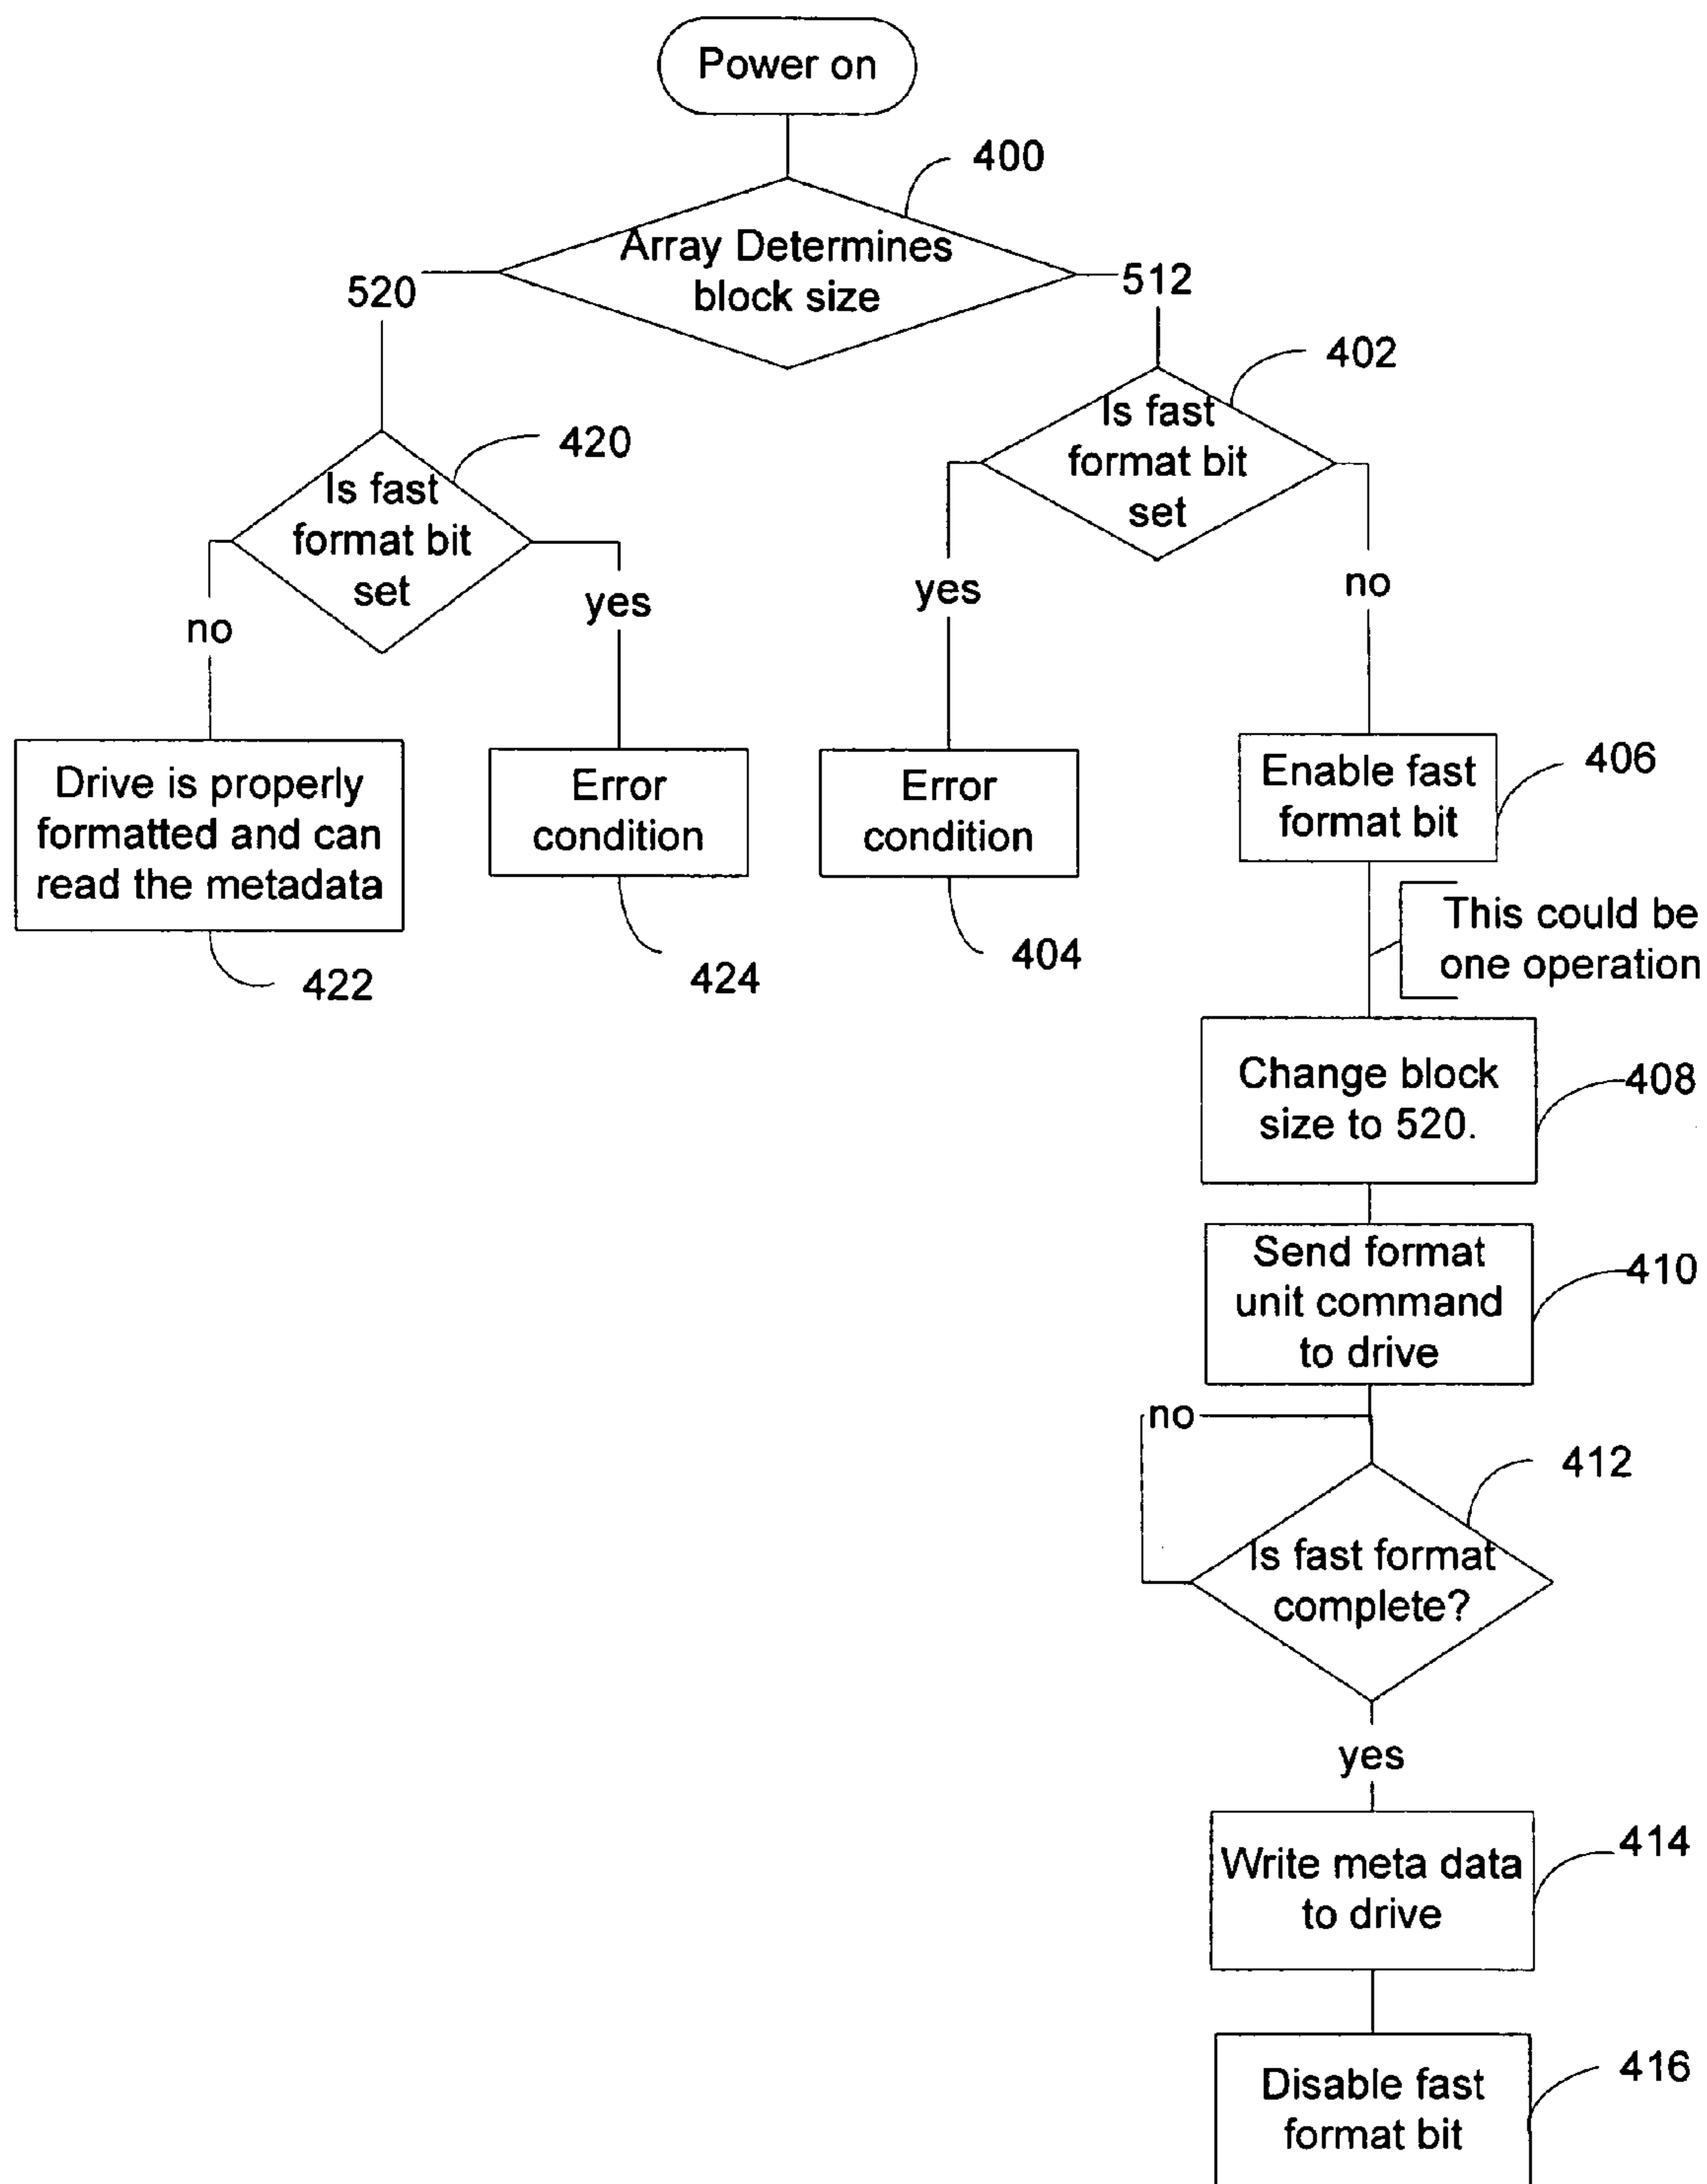 Power on
400
Array Determines
block size
520
512
402
Is fast
format bit
set
420
Is fast
format bit
set
yes
no
no
yes
Drive is properly
formatted and can
read the metadata
Error
condition
Error
condition
Enable fast
format bit
406
This could be
one operation
422
424
404
Change block
size to 520.
408
Send format
unit command
to drive
410
no
412
Is fast format
complete?
yes
Write meta data
to drive
414
Disable fast
format bit
416